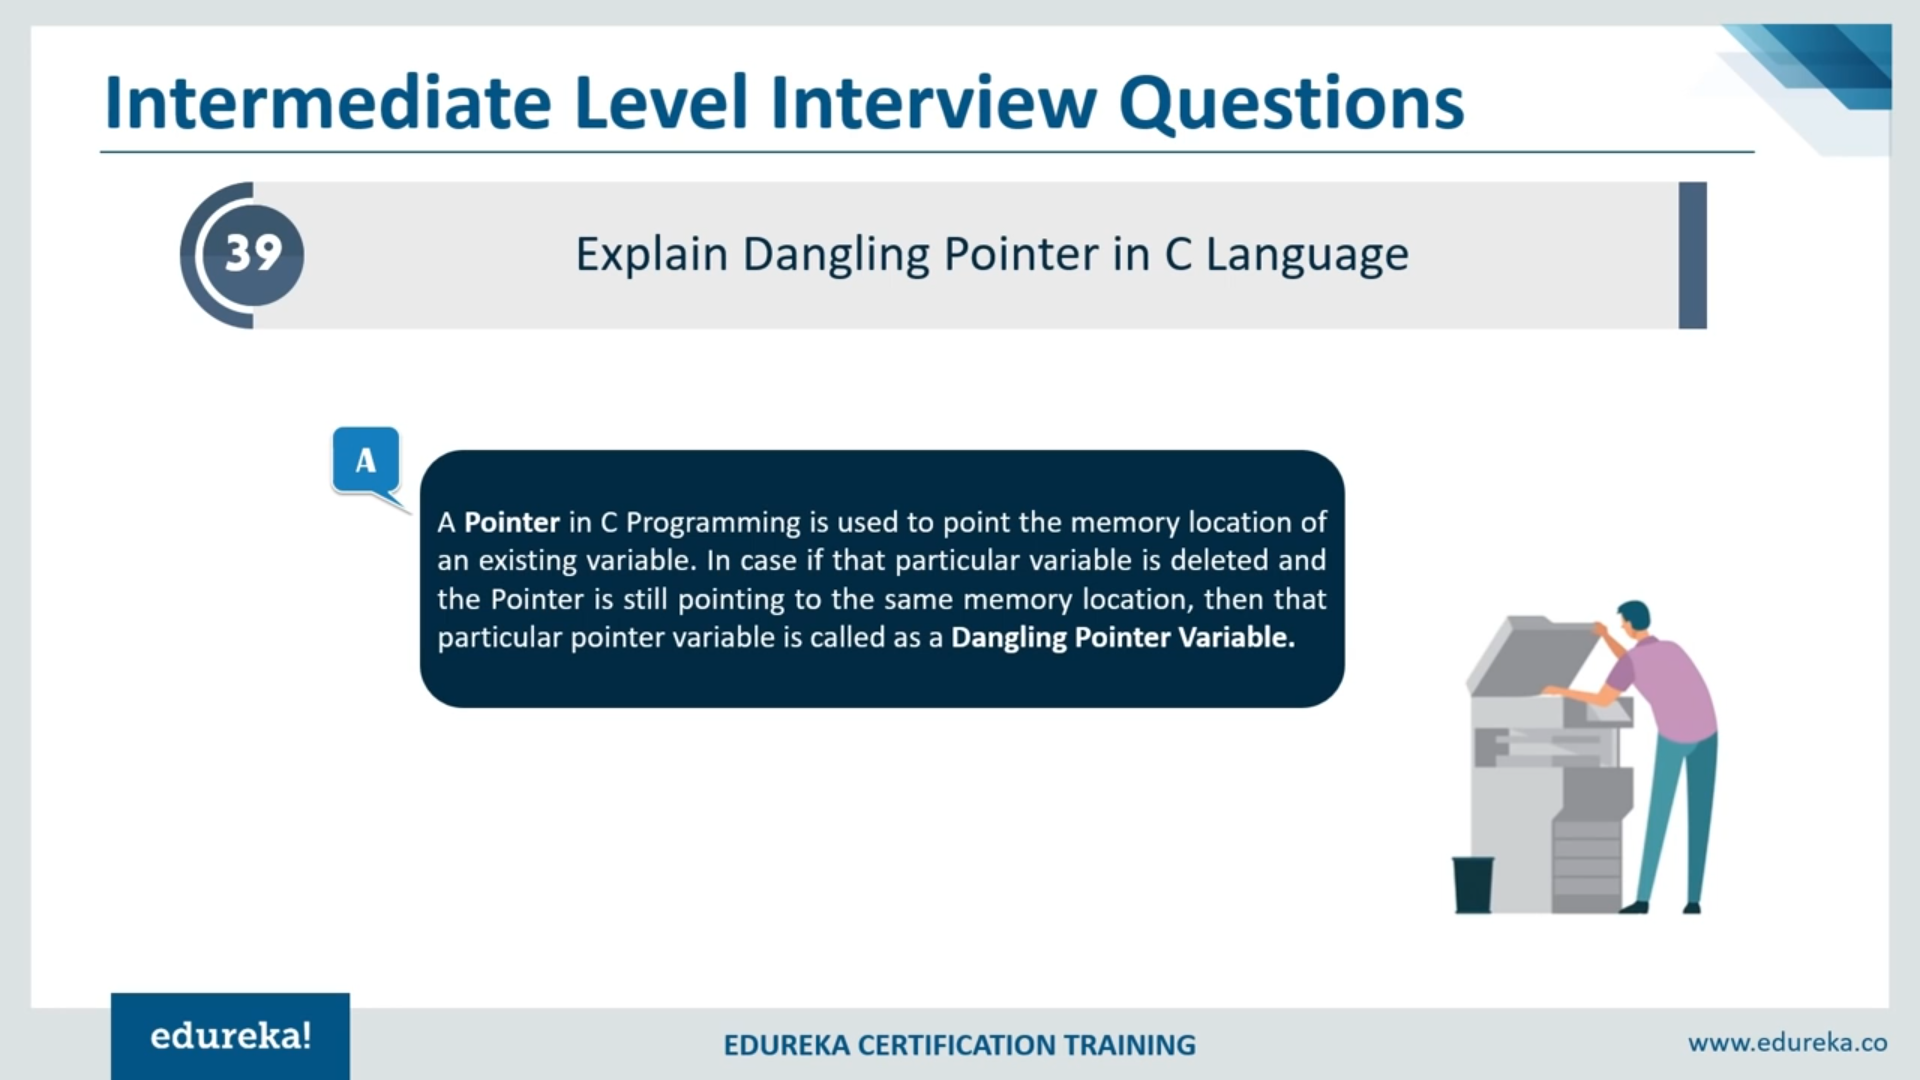 Intermediate Level Interview Questions
39
Explain Dangling Pointer in C Language
A
A Pointer in C Programming is used to point the memory location of
an existing variable. In case if that particular variable is deleted and
the Pointer is still pointing to the same memory location, then that
particular pointer variable is called as a Dangling Pointer Variable.
edureka!
EDUREKA CERTIFICATION TRAINING
www.edureka.co